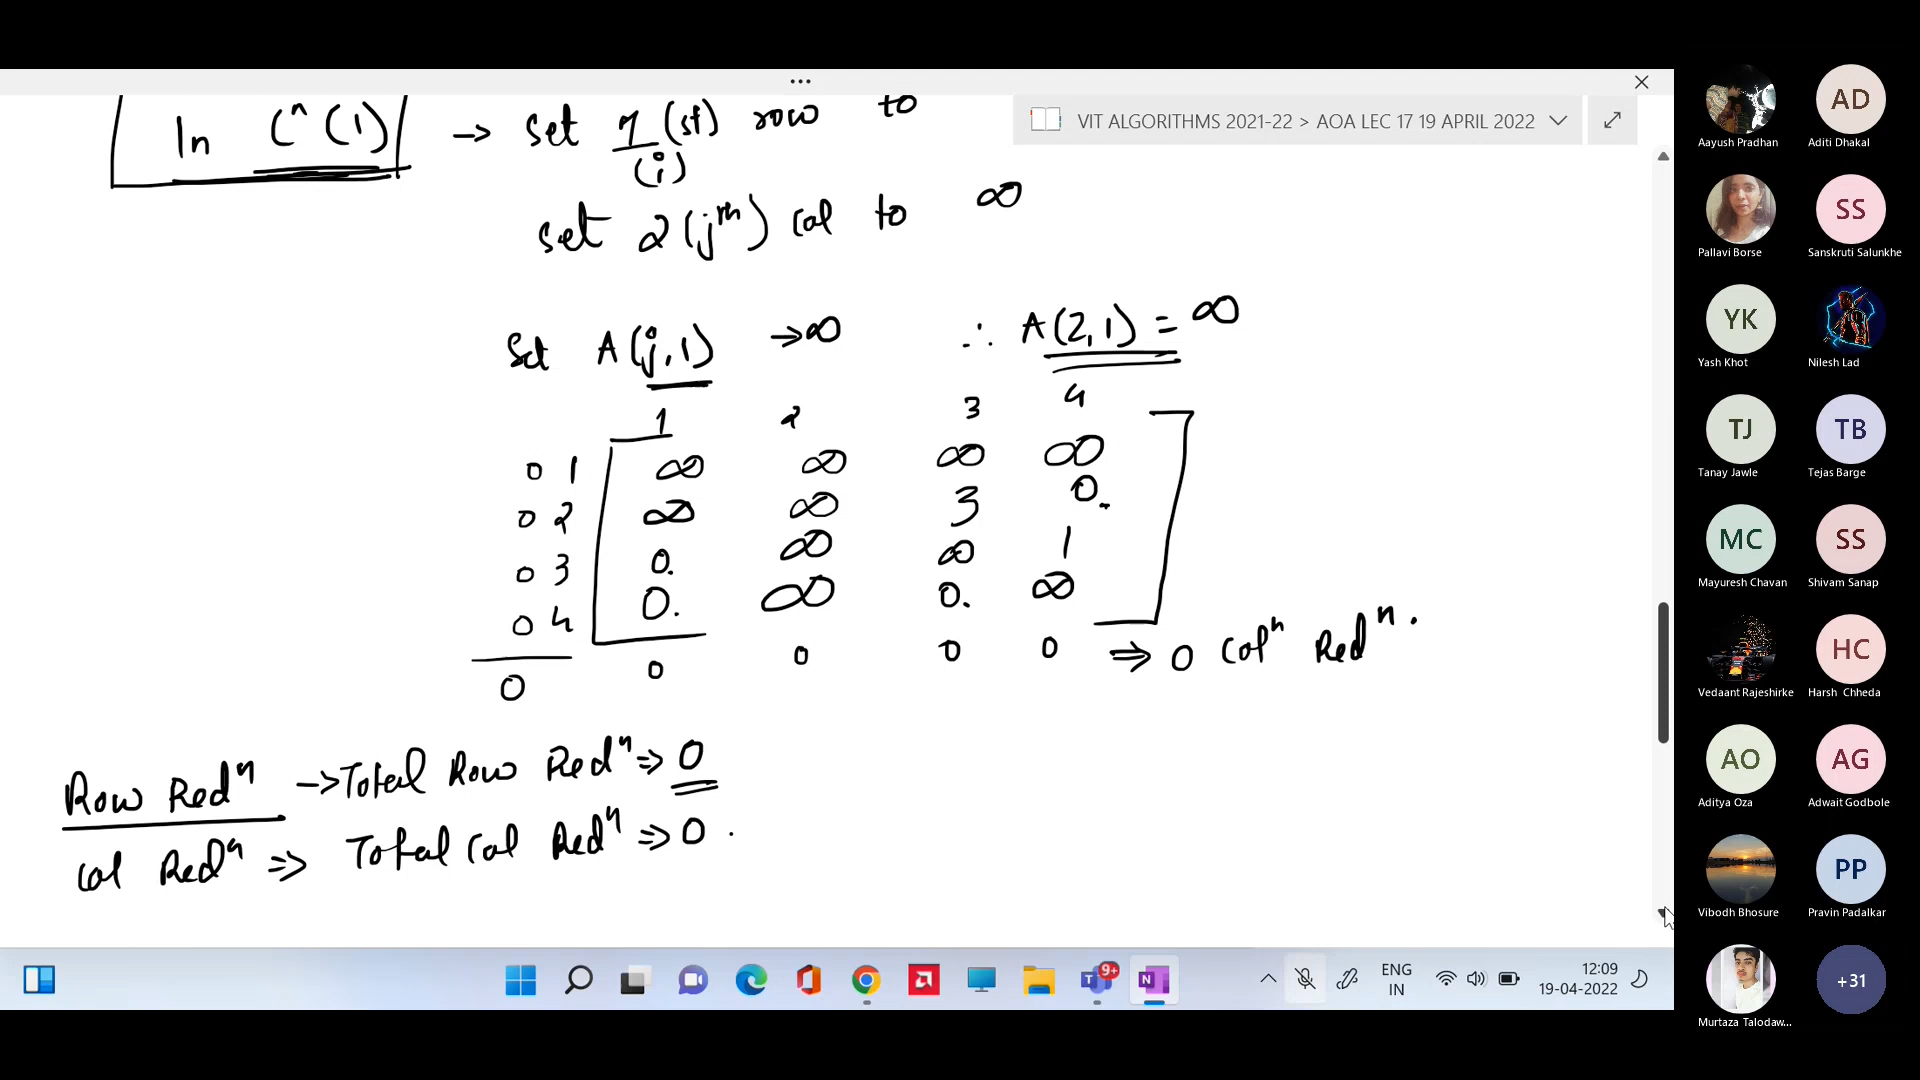 In Cⁿ(1) → set 1(st) row to
(i)
set 2(jth) col to ∞
Set A(j,1) → ∞ ∴ A(2,1) = ∞
1 2 3 4
0 1 ∞ ∞ ∞ ∞
0 2 ∞ ∞ 3 0.
0 3 0. ∞ ∞ 1
0 4 0. ∞ 0. ∞
0 0 0 0 0 ⇒ 0 Colⁿ Redⁿ.
Row Redⁿ → Total Row Redⁿ ⇒ 0
Col Redⁿ ⇒ Total Col Redⁿ ⇒ 0.
VIT ALGORITHMS 2021-22 > AOA LEC 17 19 APRIL 2022
AD
Aayush Pradhan Aditi Dhakal
SS
Pallavi Borse Sanskruti Salunkhe
YK
Yash Khot Nilesh Lad
TJ TB
Tanay Jawle Tejas Barge
MC SS
Mayuresh Chavan Shivam Sanap
HC
Vedaant Rajeshirke Harsh Chheda
AO AG
Aditya Oza Adwait Godbole
PP
Vibodh Bhosure Pravin Padalkar
+31
Murtaza Talodaw...
9+
ENG
IN
12:09
19-04-2022